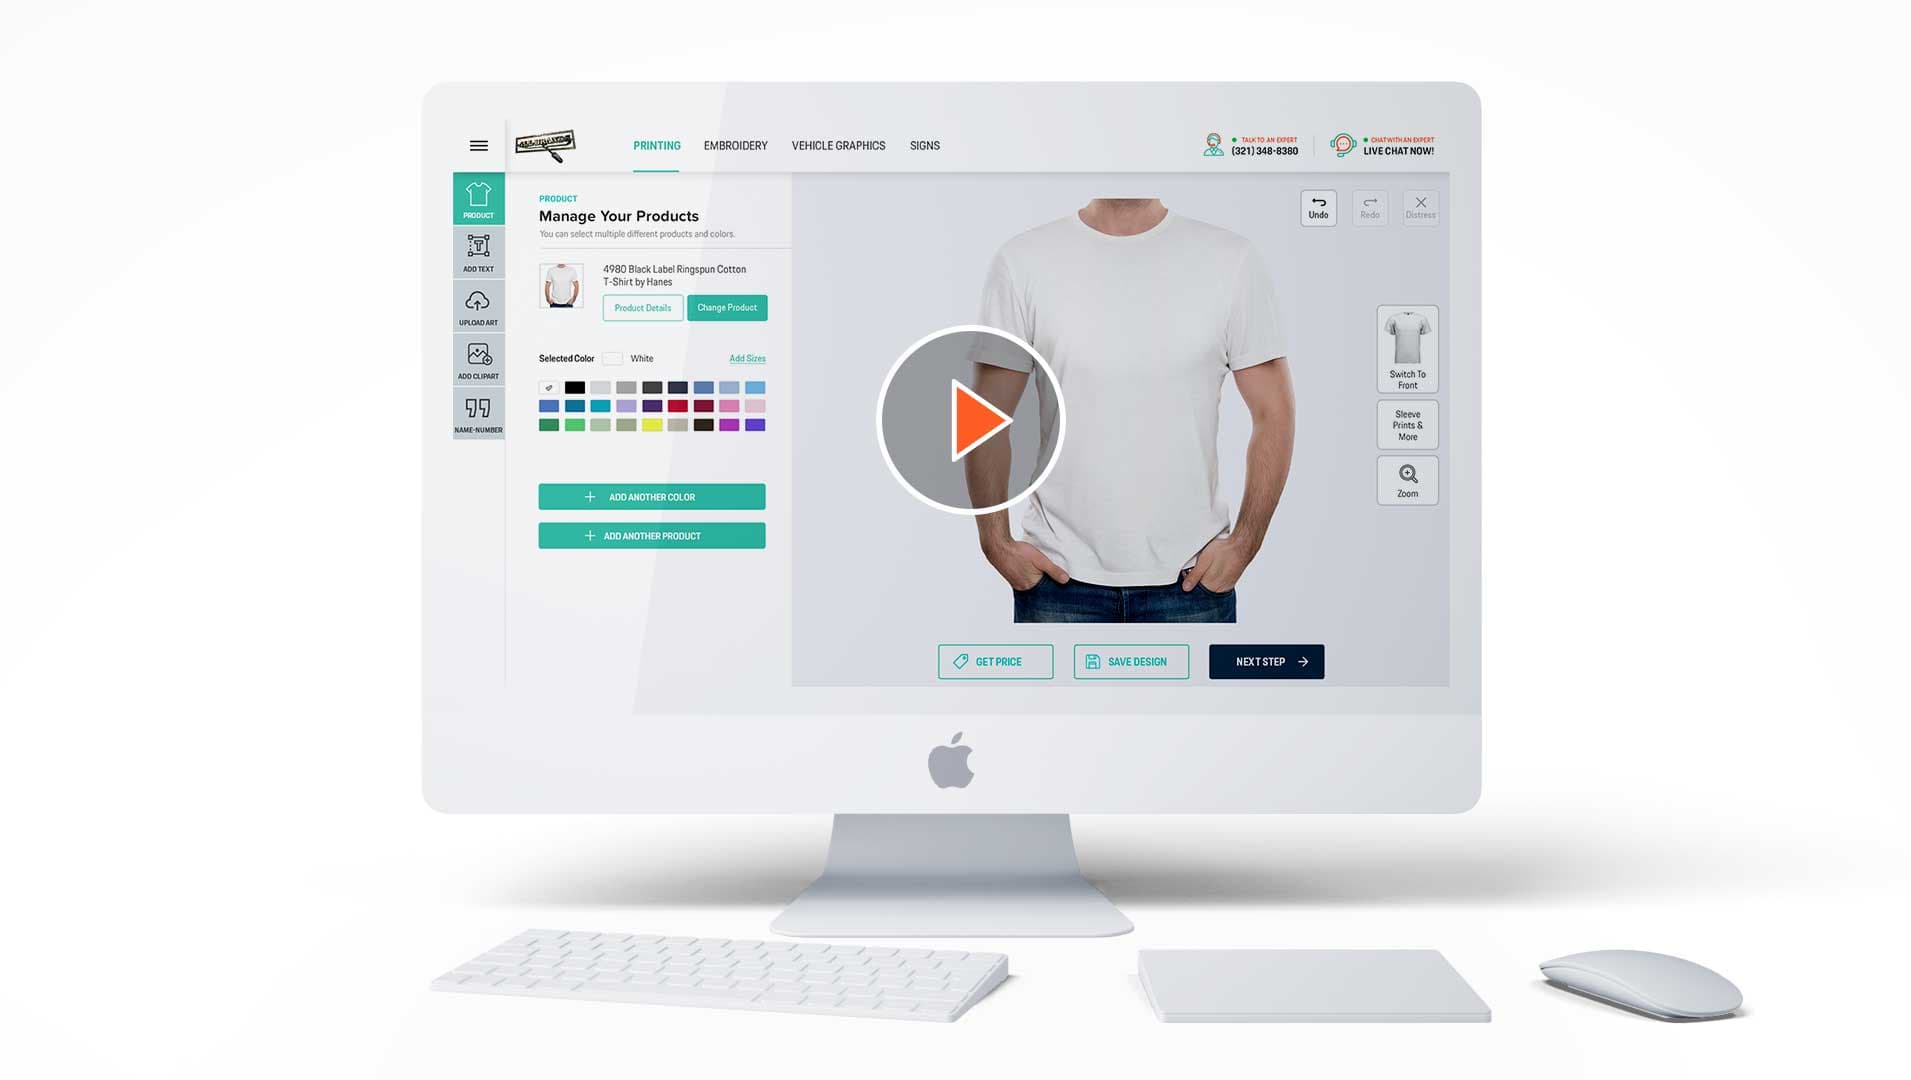 PRINTING
EMBROIDERY
VEHICLE GRAPHICS
SIGNS
TALK TO AN EXPERT
(321) 348-8380
CHAT WITH AN EXPERT
LIVE CHAT NOW!
PRODUCT
ADD TEXT
UPLOAD ART
ADD CLIPART
NAME-NUMBER
PRODUCT
Manage Your Products
You can select multiple different products and colors.
4980 Black Label Ringspun Cotton
T-Shirt by Hanes
Product Details
Change Product
Selected Color
White
Add Sizes
ADD ANOTHER COLOR
ADD ANOTHER PRODUCT
Undo
Redo
Distress
Switch To
Front
Sleeve
Prints &
More
Zoom
GET PRICE
SAVE DESIGN
NEXT STEP